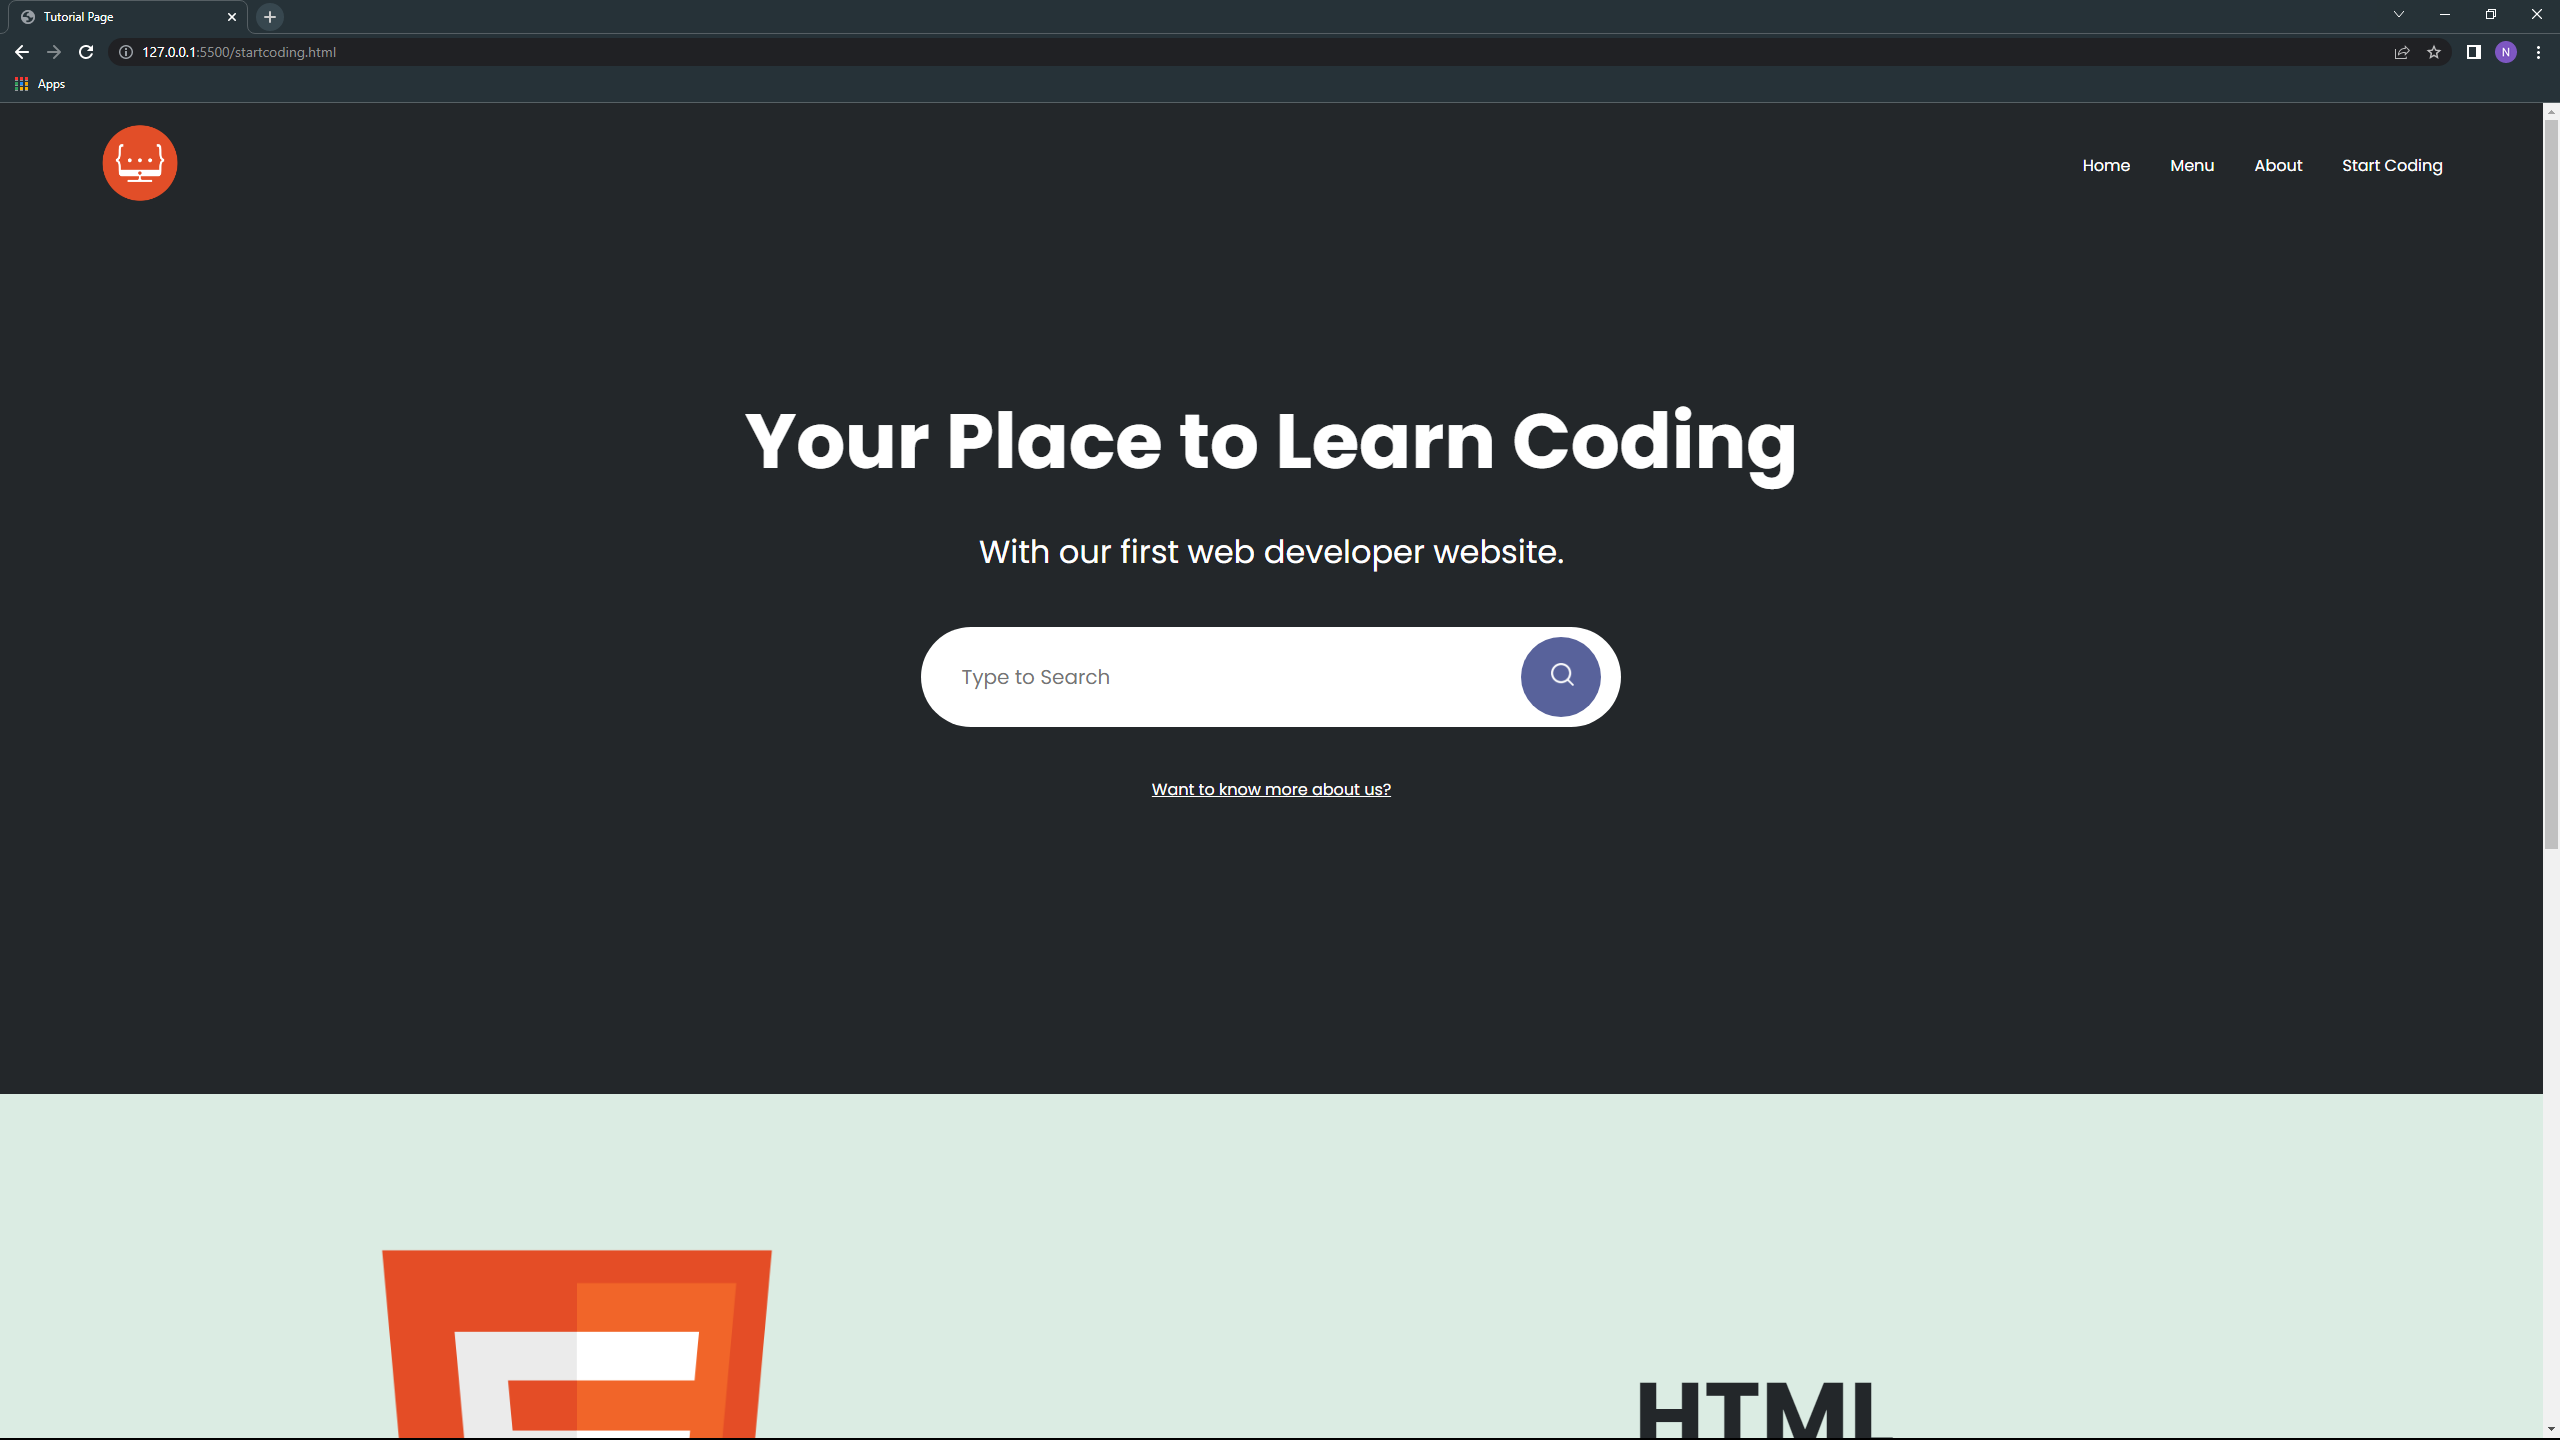 Tutorial Page
127.0.0.1:5500/startcoding.html
N
Apps
{...}
Home Menu About Start Coding
Your Place to Learn Coding
With our first web developer website.
Type to Search
Want to know more about us?
HTML